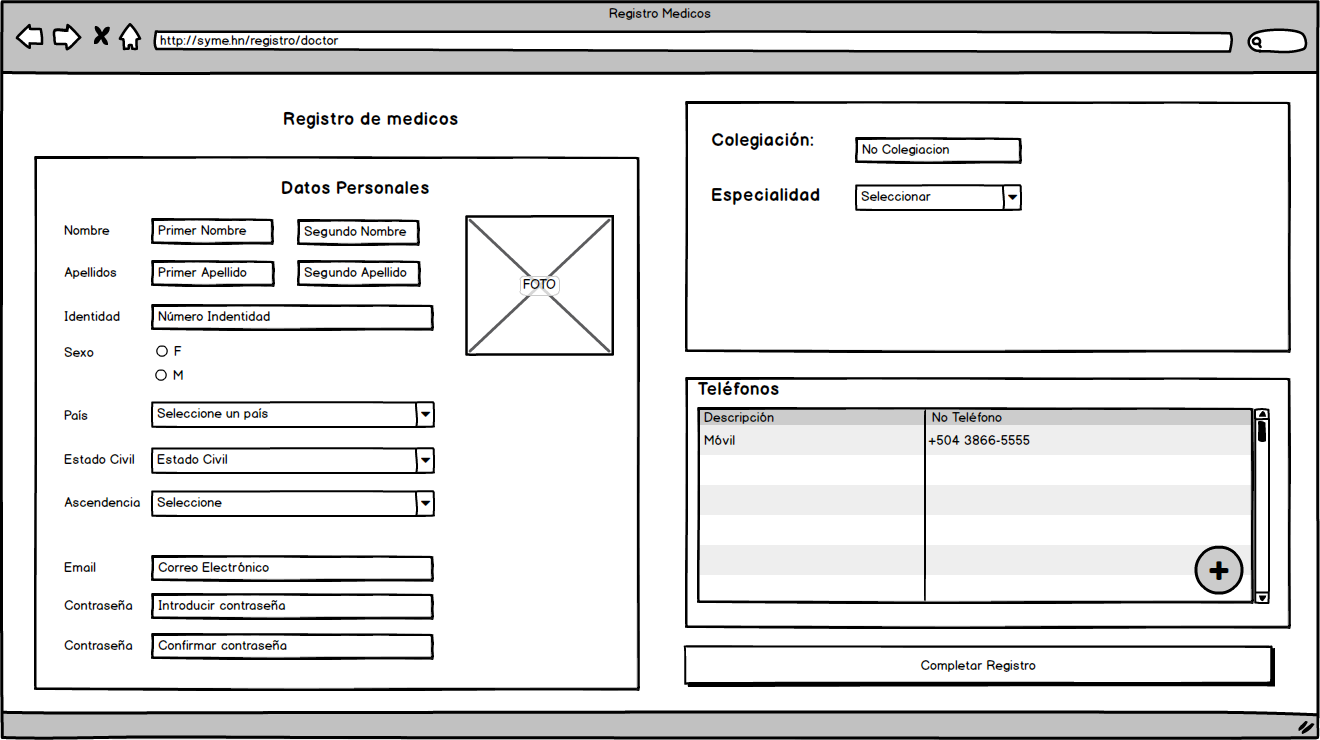 Registro Medicos
http://syme.hn/registro/doctor
Registro de medicos
Datos Personales
Nombre Primer Nombre Segundo Nombre
Apellidos Primer Apellido Segundo Apellido
FOTO
Identidad Número Indentidad
Sexo F
M
País Seleccione un país
Estado Civil Estado Civil
Ascendencia Seleccione
Email Correo Electrónico
Contraseña Introducir contraseña
Contraseña Confirmar contraseña
Colegiación: No Colegiacion
Especialidad Seleccionar
Teléfonos
Descripción No Teléfono
Móvil +504 3866-5555
Completar Registro